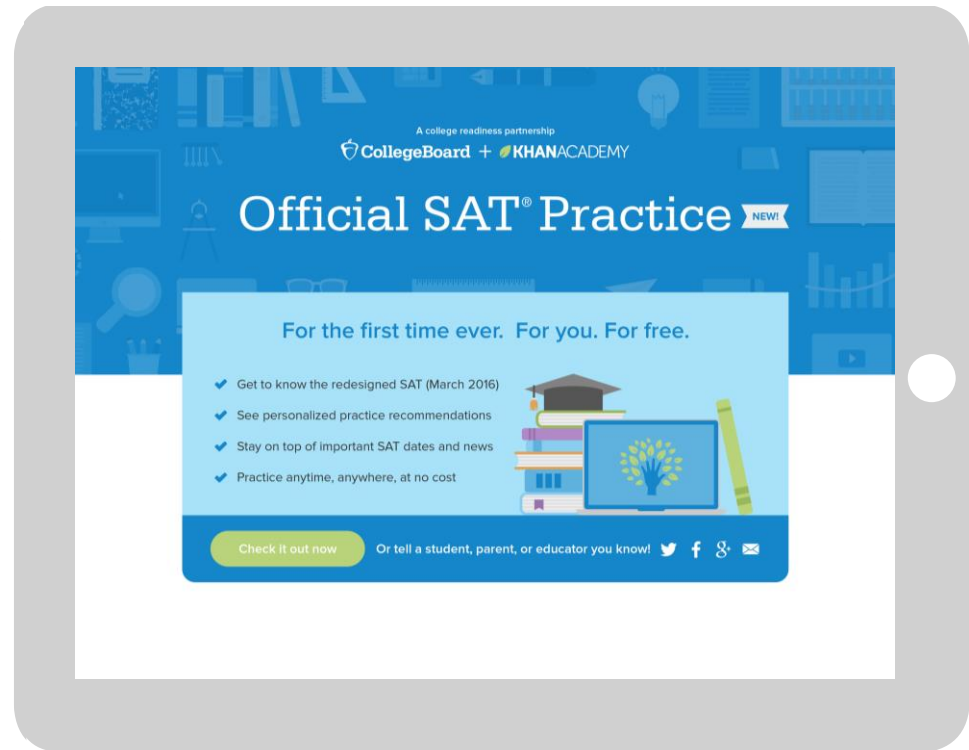 A college readiness partnership
CollegeBoard + KHANACADEMY
Official SAT® Practice NEW!
For the first time ever. For you. For free.
Get to know the redesigned SAT (March 2016)
See personalized practice recommendations
Stay on top of important SAT dates and news
Practice anytime, anywhere, at no cost
Check it out now Or tell a student, parent, or educator you know!